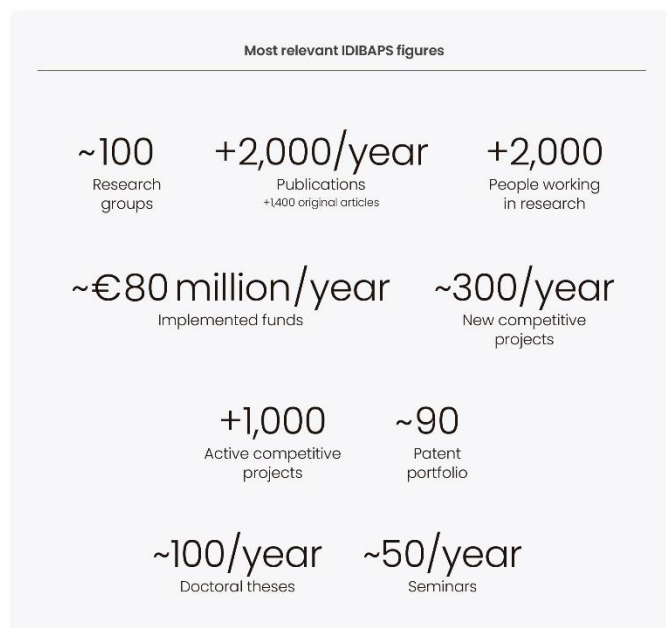 Most relevant IDIBAPS figures
~100
Research
groups
+2,000/year
Publications
+1,400 original articles
+2,000
People working
in research
~€80 million/year
Implemented funds
~300/year
New competitive
projects
+1,000
Active competitive
projects
~90
Patent
portfolio
~100/year
Doctoral theses
~50/year
Seminars